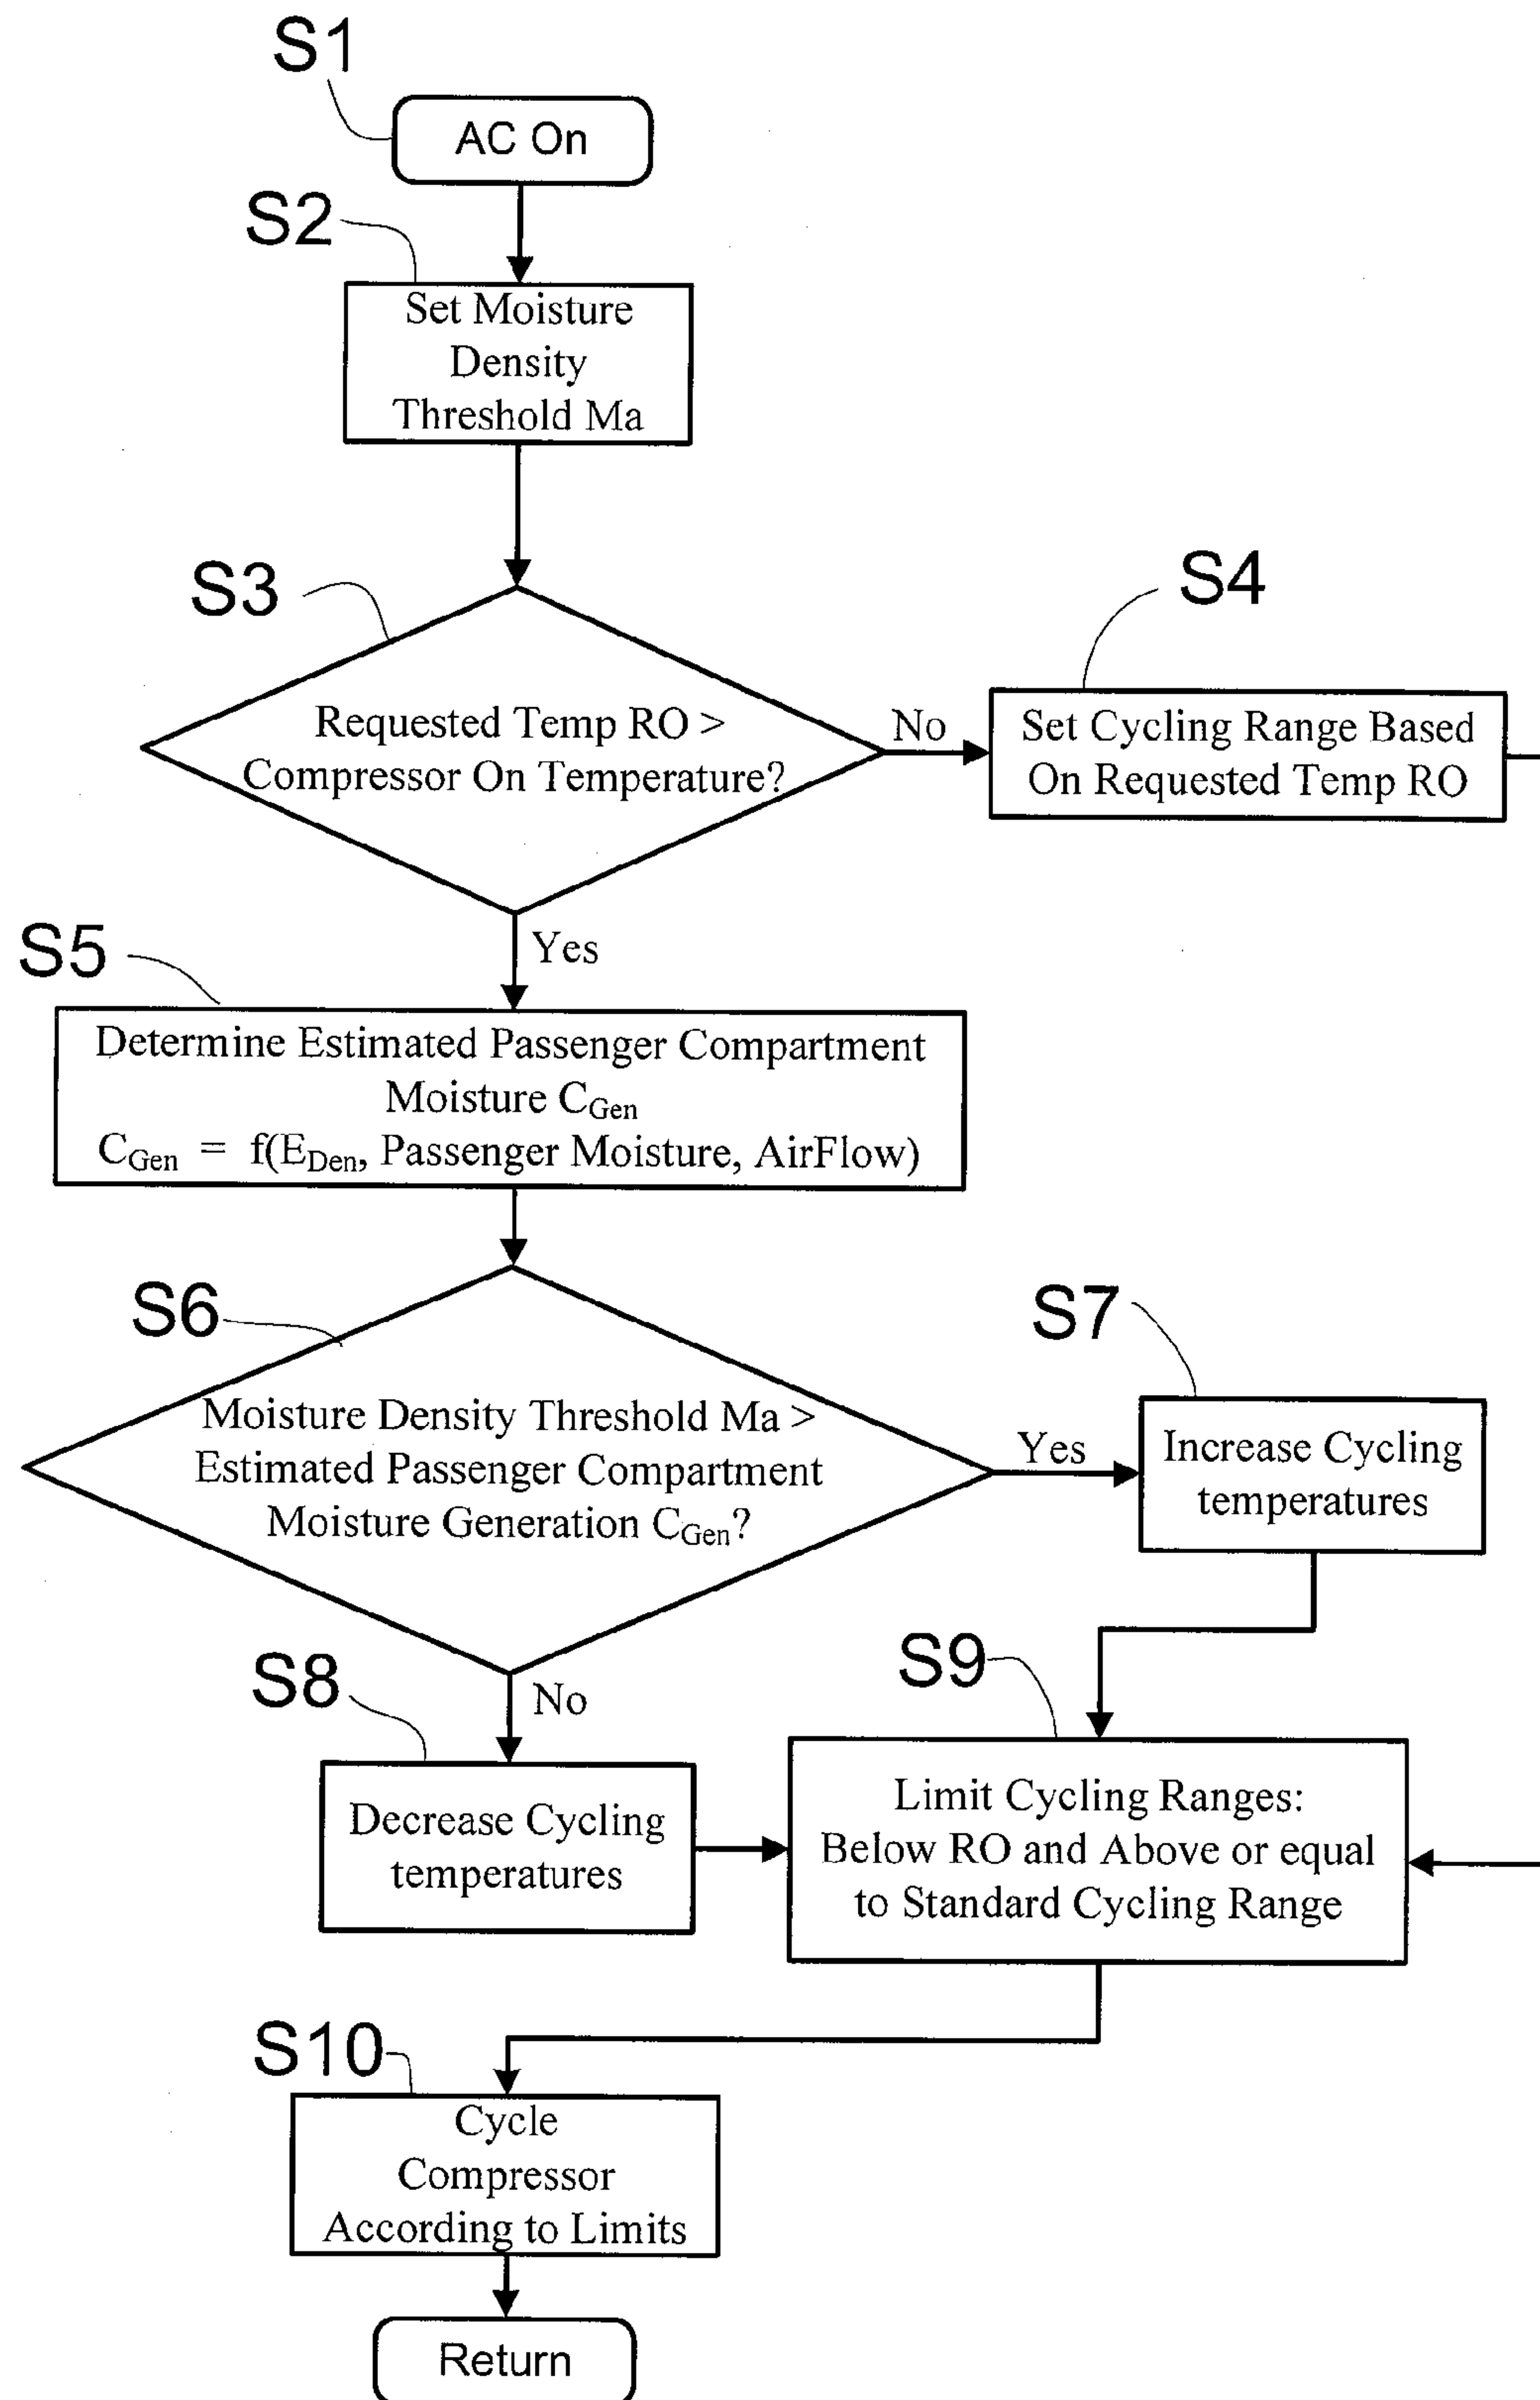 S1
AC On
S2
Set Moisture
Density
Threshold Ma
S3
Requested Temp RO >
Compressor On Temperature?
No
S4
Set Cycling Range Based
On Requested Temp RO
Yes
S5
Determine Estimated Passenger Compartment
Moisture C_Gen
C_Gen = f(E_Den, Passenger Moisture, AirFlow)
S6
Moisture Density Threshold Ma >
Estimated Passenger Compartment
Moisture Generation C_Gen?
Yes
S7
Increase Cycling
temperatures
No
S8
Decrease Cycling
temperatures
S9
Limit Cycling Ranges:
Below RO and Above or equal
to Standard Cycling Range
S10
Cycle
Compressor
According to Limits
Return